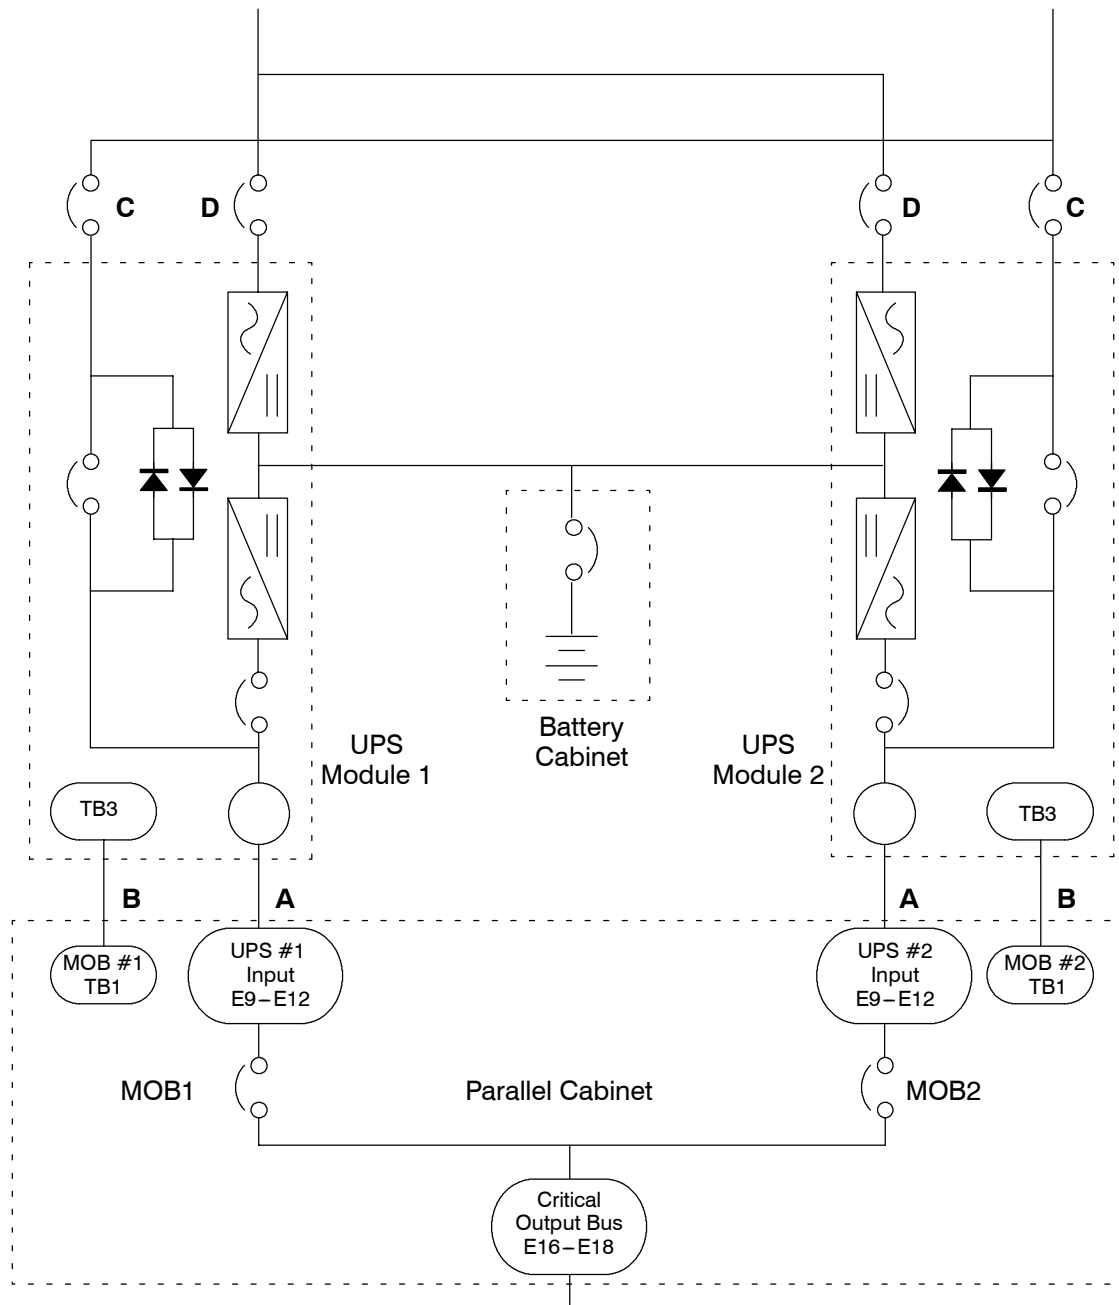 C
D
D
C
Battery
Cabinet
UPS
Module 1
UPS
Module 2
TB3
TB3
B
A
A
B
MOB #1
TB1
UPS #1
Input
E9–E12
UPS #2
Input
E9–E12
MOB #2
TB1
MOB1
Parallel Cabinet
MOB2
Critical
Output Bus
E16–E18